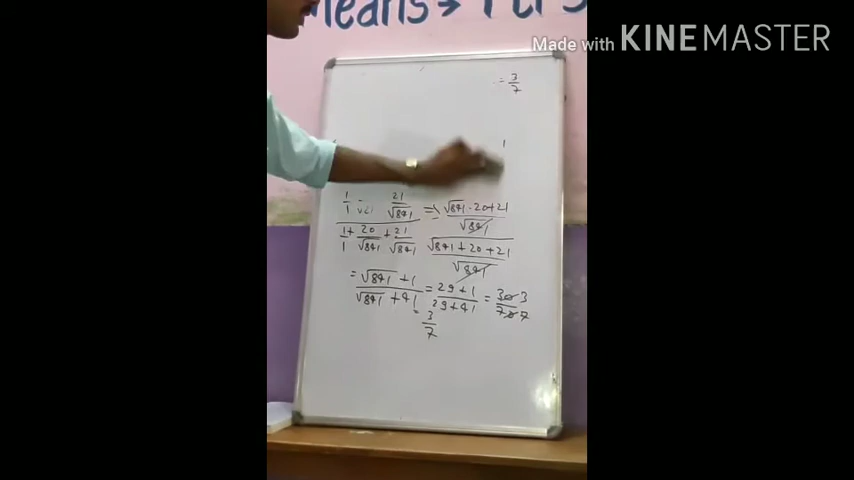 means →
Made with KINEMASTER
= 3/7
1/1 21/√841 = √841 - 20 + 21 / √841
1/1 + 20/√841 + 21/√841 √841 + 20 + 21 / √841
= √841 + 1 / √841 + 41 = 29 + 1 / 29 + 41 = 30 3 / 70 7
= 3/7